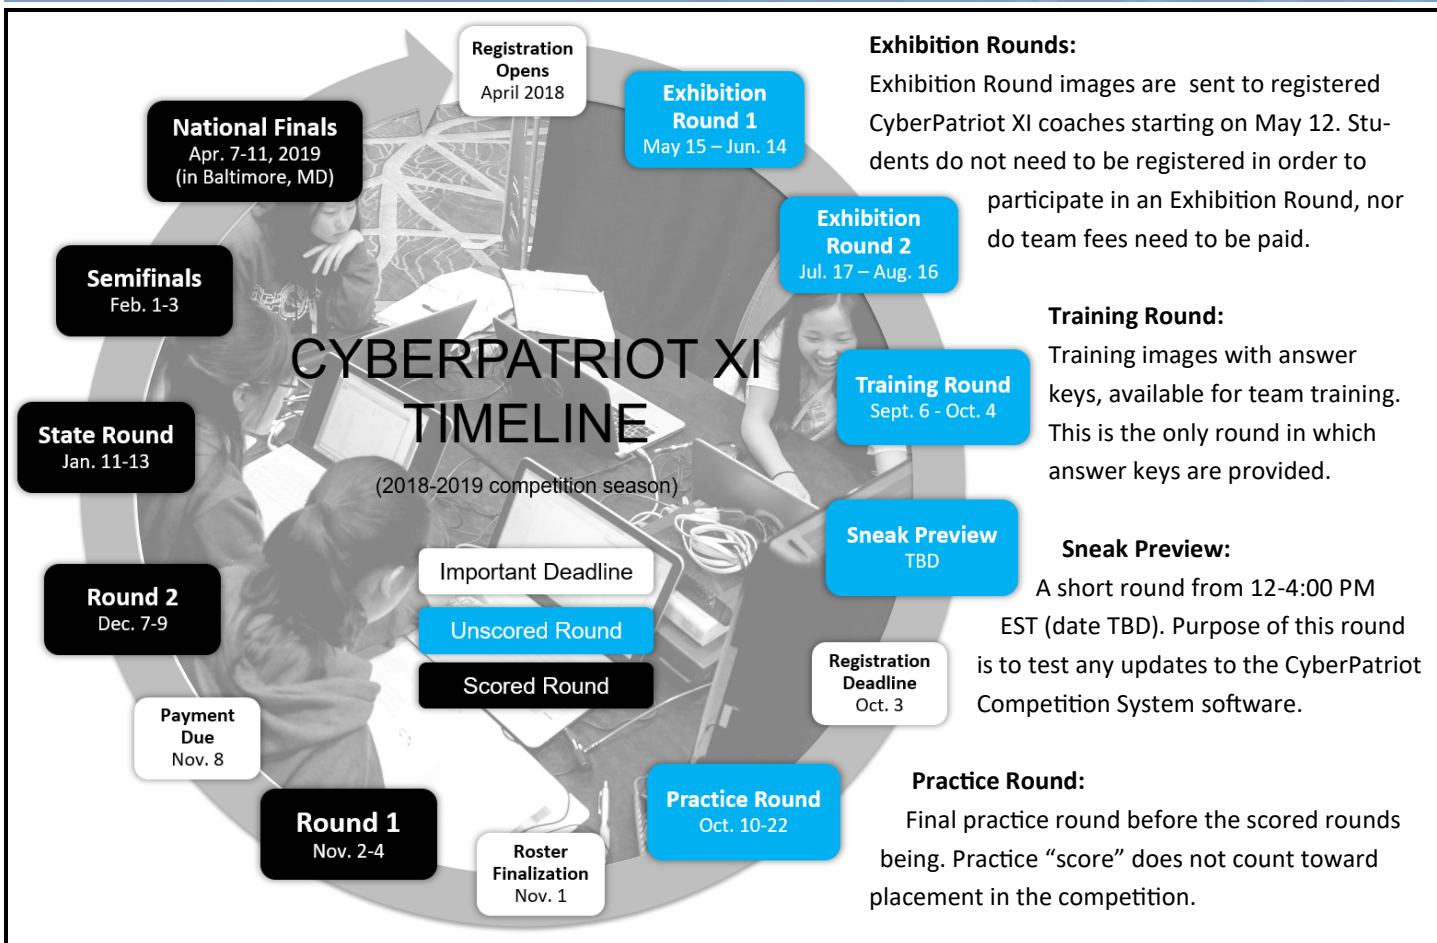 Registration
Opens
April 2018
Exhibition
Round 1
May 15 – Jun. 14
Exhibition
Round 2
Jul. 17 – Aug. 16
Training Round
Sept. 6 - Oct. 4
Sneak Preview
TBD
Registration
Deadline
Oct. 3
Practice Round
Oct. 10-22
Roster
Finalization
Nov. 1
Round 1
Nov. 2-4
Payment
Due
Nov. 8
Round 2
Dec. 7-9
State Round
Jan. 11-13
Semifinals
Feb. 1-3
National Finals
Apr. 7-11, 2019
(in Baltimore, MD)
CYBERPATRIOT XI
TIMELINE
(2018-2019 competition season)
Important Deadline
Unscored Round
Scored Round
Exhibition Rounds:
Exhibition Round images are  sent to registered
CyberPatriot XI coaches starting on May 12. Stu-
dents do not need to be registered in order to
participate in an Exhibition Round, nor
do team fees need to be paid.
Training Round:
Training images with answer
keys, available for team training.
This is the only round in which
answer keys are provided.
Sneak Preview:
A short round from 12-4:00 PM
EST (date TBD). Purpose of this round
is to test any updates to the CyberPatriot
Competition System software.
Practice Round:
Final practice round before the scored rounds
being. Practice “score” does not count toward
placement in the competition.